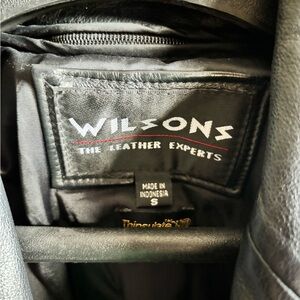 WILSONS
THE LEATHER EXPERTS
MADE IN
INDONESIA
S
Thinsulate